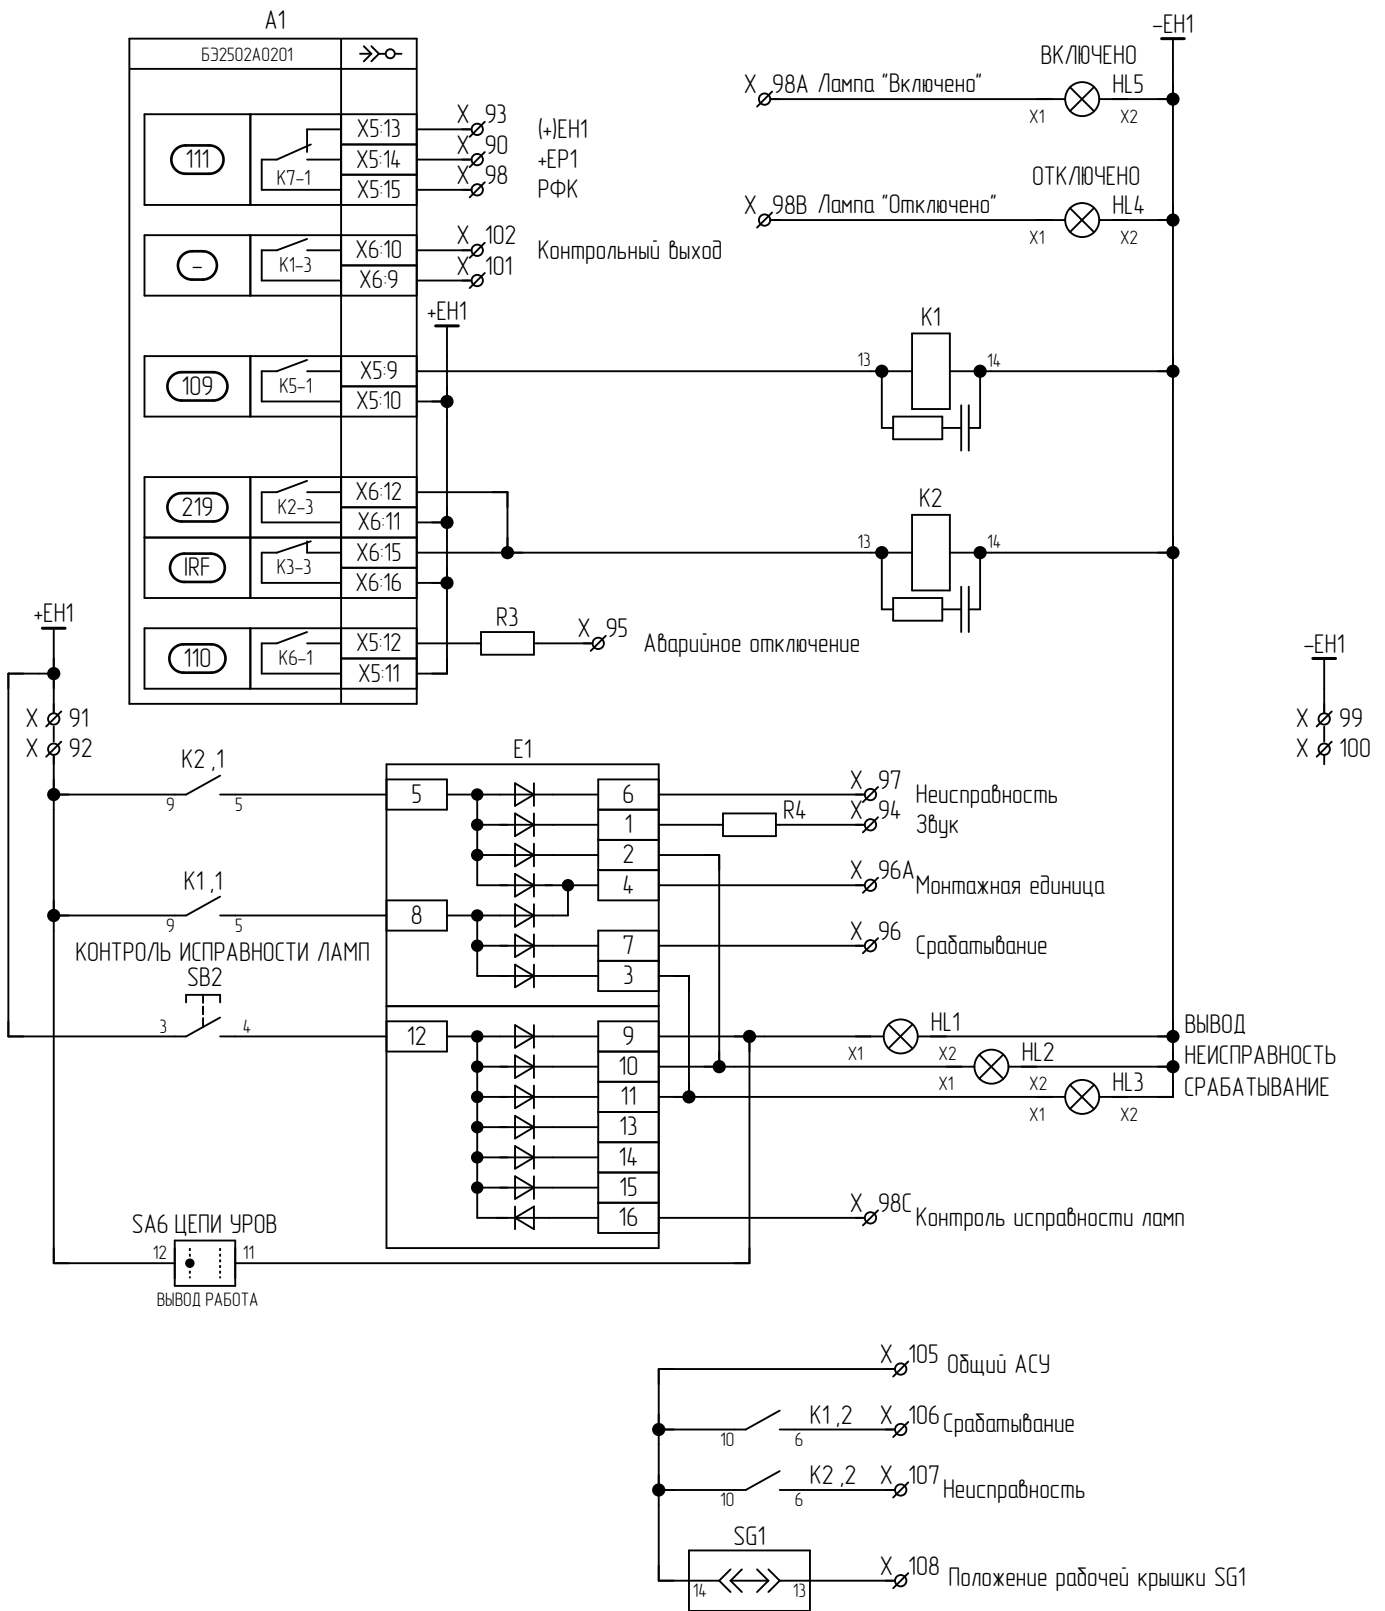 A1
БЭ2502А0201
-EH1
ВКЛЮЧЕНО
X 98A Лампа "Включено"
HL5
X1 X2
111
K7-1
X5:13
X5:14
X5:15
X 93 (+)EH1
X 90 +EP1
X 98 РФК
ОТКЛЮЧЕНО
X 98B Лампа "Отключено"
HL4
X1 X2
-
K1-3
X6:10
X6:9
X 102 Контрольный выход
X 101
+EH1
109
K5-1
X5:9
X5:10
K1
13 14
219
K2-3
X6:12
X6:11
IRF
K3-3
X6:15
X6:16
K2
13 14
110
K6-1
X5:12
X5:11
R3
X 95 Аварийное отключение
+EH1
X 91
X 92
-EH1
X 99
X 100
E1
K2,1
9 5
5
6
1
2
4
X 97 Неисправность
R4
X 94 Звук
X 96A Монтажная единица
K1,1
9 5
8
7
3
X 96 Срабатывание
КОНТРОЛЬ ИСПРАВНОСТИ ЛАМП
SB2
3 4
12
9
10
11
13
14
15
16
HL1
X1 X2
ВЫВОД
HL2
X1 X2
НЕИСПРАВНОСТЬ
HL3
X1 X2
СРАБАТЫВАНИЕ
X 98C Контроль исправности ламп
SA6 ЦЕПИ УРОВ
12 11
ВЫВОД РАБОТА
X 105 Общий АСУ
K1,2
10 6
X 106 Срабатывание
K2,2
10 6
X 107 Неисправность
SG1
14 13
X 108 Положение рабочей крышки SG1